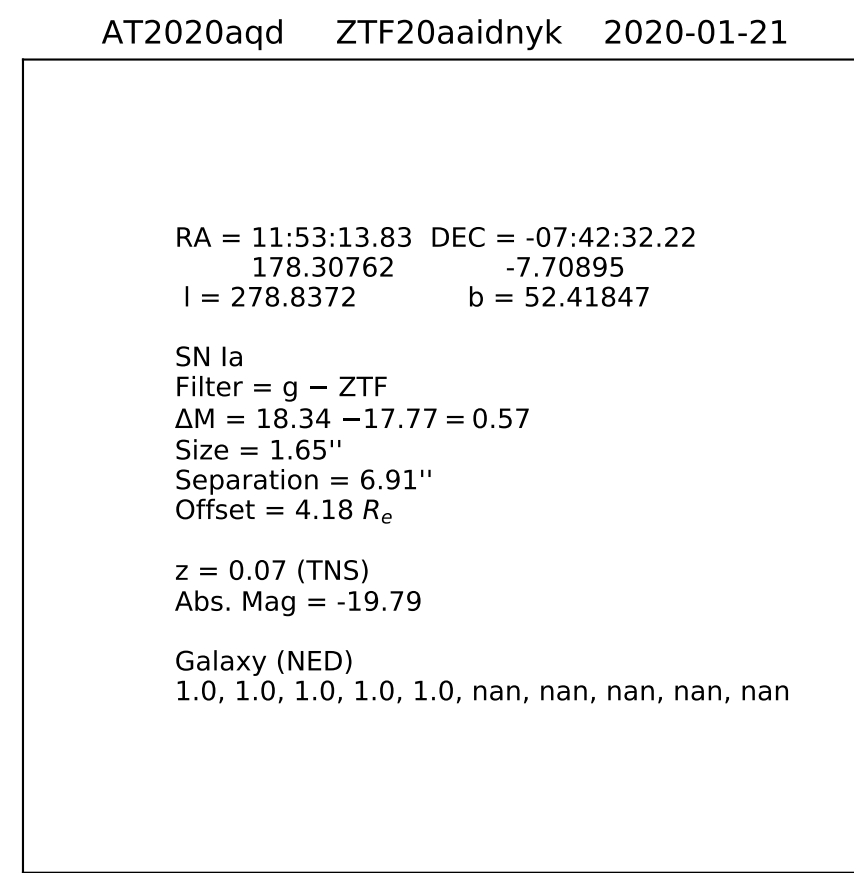 AT2020aqd ZTF20aaidnyk 2020-01-21
RA = 11:53:13.83 DEC = -07:42:32.22
178.30762 -7.70895
l = 278.8372 b = 52.41847
SN Ia
Filter = g − ZTF
ΔM = 18.34 −17.77 = 0.57
Size = 1.65''
Separation = 6.91''
Offset = 4.18 Re
z = 0.07 (TNS)
Abs. Mag = -19.79
Galaxy (NED)
1.0, 1.0, 1.0, 1.0, 1.0, nan, nan, nan, nan, nan